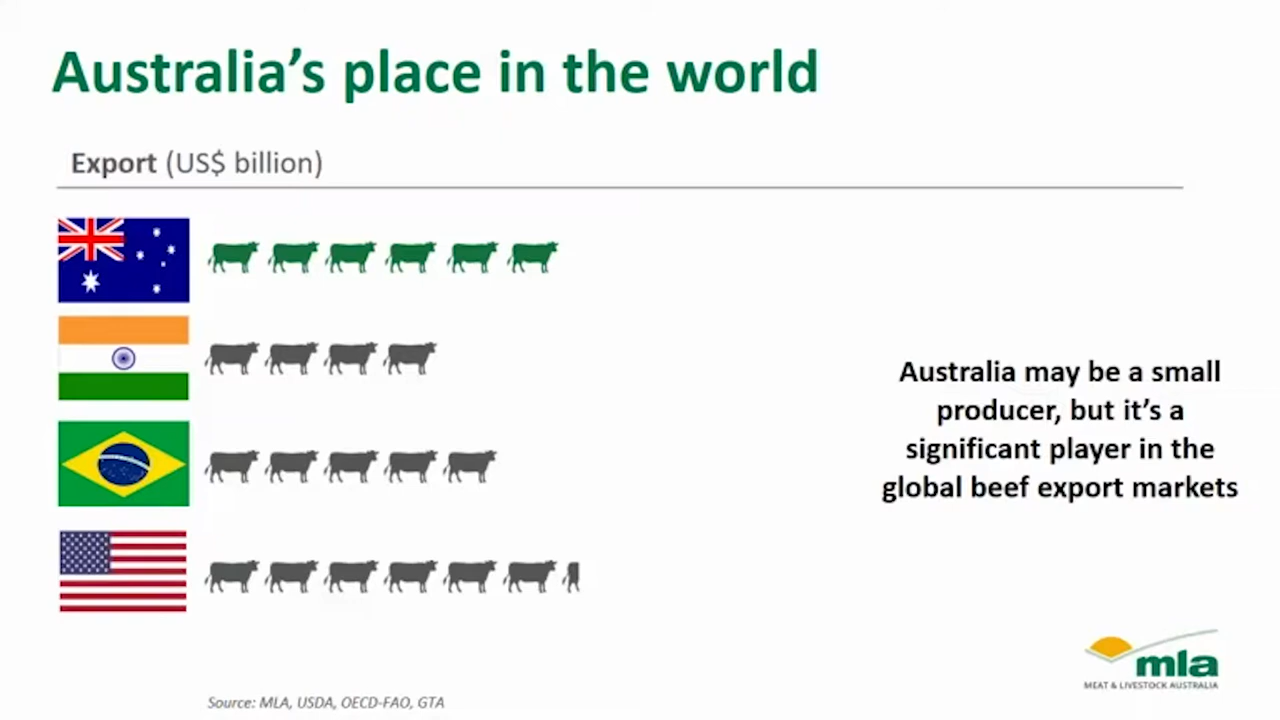 Australia's place in the world
Export (US$ billion)
Australia may be a small
producer, but it's a
significant player in the
global beef export markets
mla
MEAT & LIVESTOCK AUSTRALIA
Source: MLA, USDA, OECD-FAO, GTA